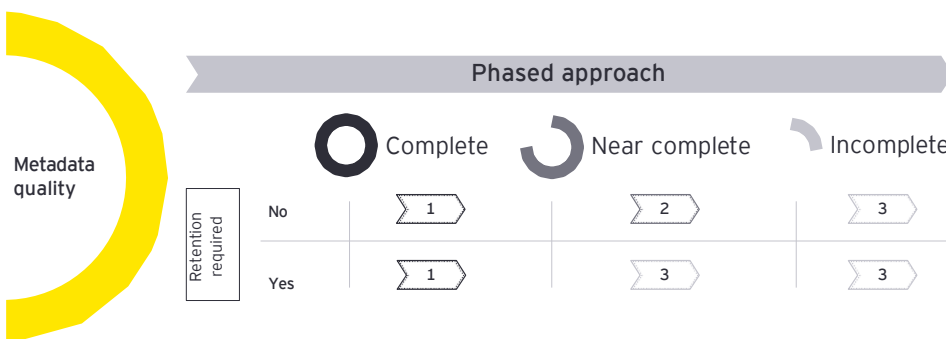 Phased approach
Metadata
quality
Complete
Near complete
Incomplete
Retention
required
No
1
2
3
Yes
1
3
3